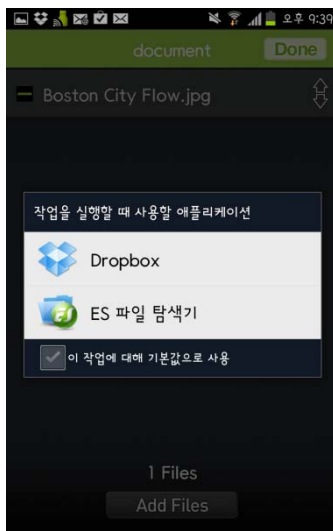 오후 9:39
document
Done
Boston City Flow.jpg
작업을 실행할 때 사용할 애플리케이션
Dropbox
ES 파일 탐색기
이 작업에 대해 기본값으로 사용
1 Files
Add Files